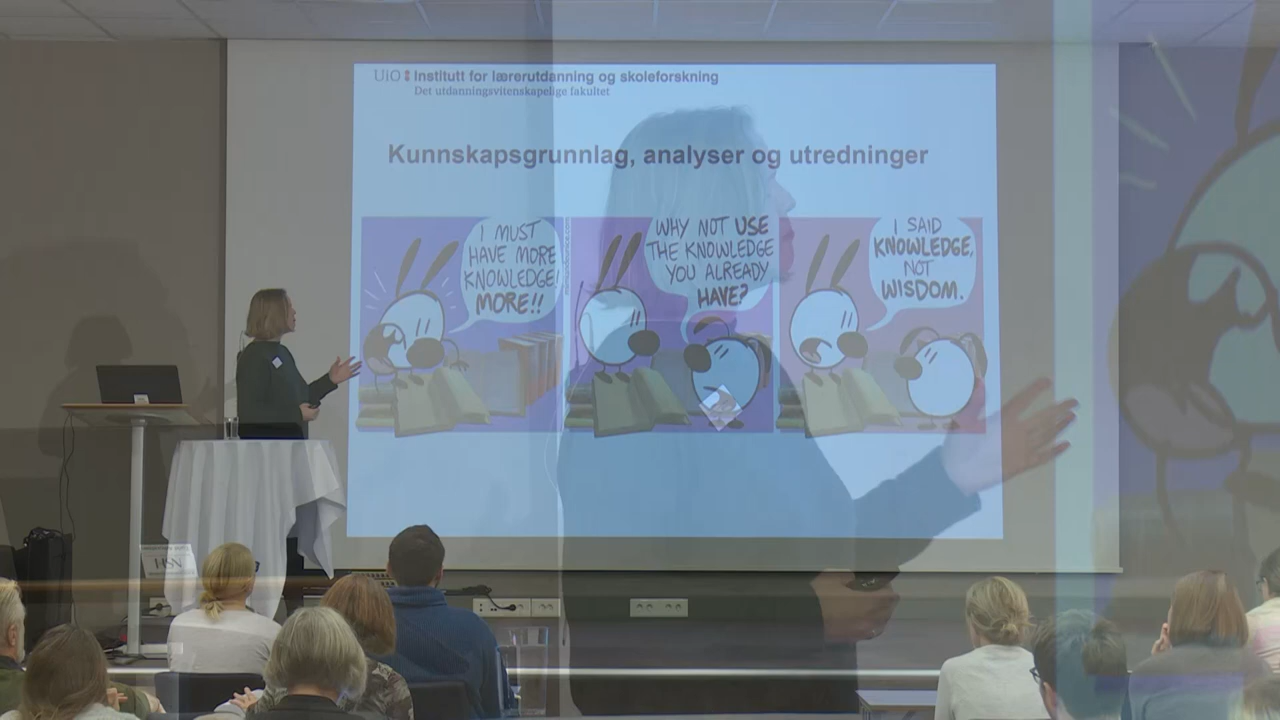 UiO Institutt for lærerutdanning og skoleforskning
Det utdanningsvitenskapelige fakultet
Kunnskapsgrunnlag, analyser og utredninger
I MUST
HAVE MORE
KNOWLEDGE!
MORE!!
WHY NOT USE
THE KNOWLEDGE
YOU ALREADY
HAVE?
I SAID
KNOWLEDGE,
NOT
WISDOM.
HSN